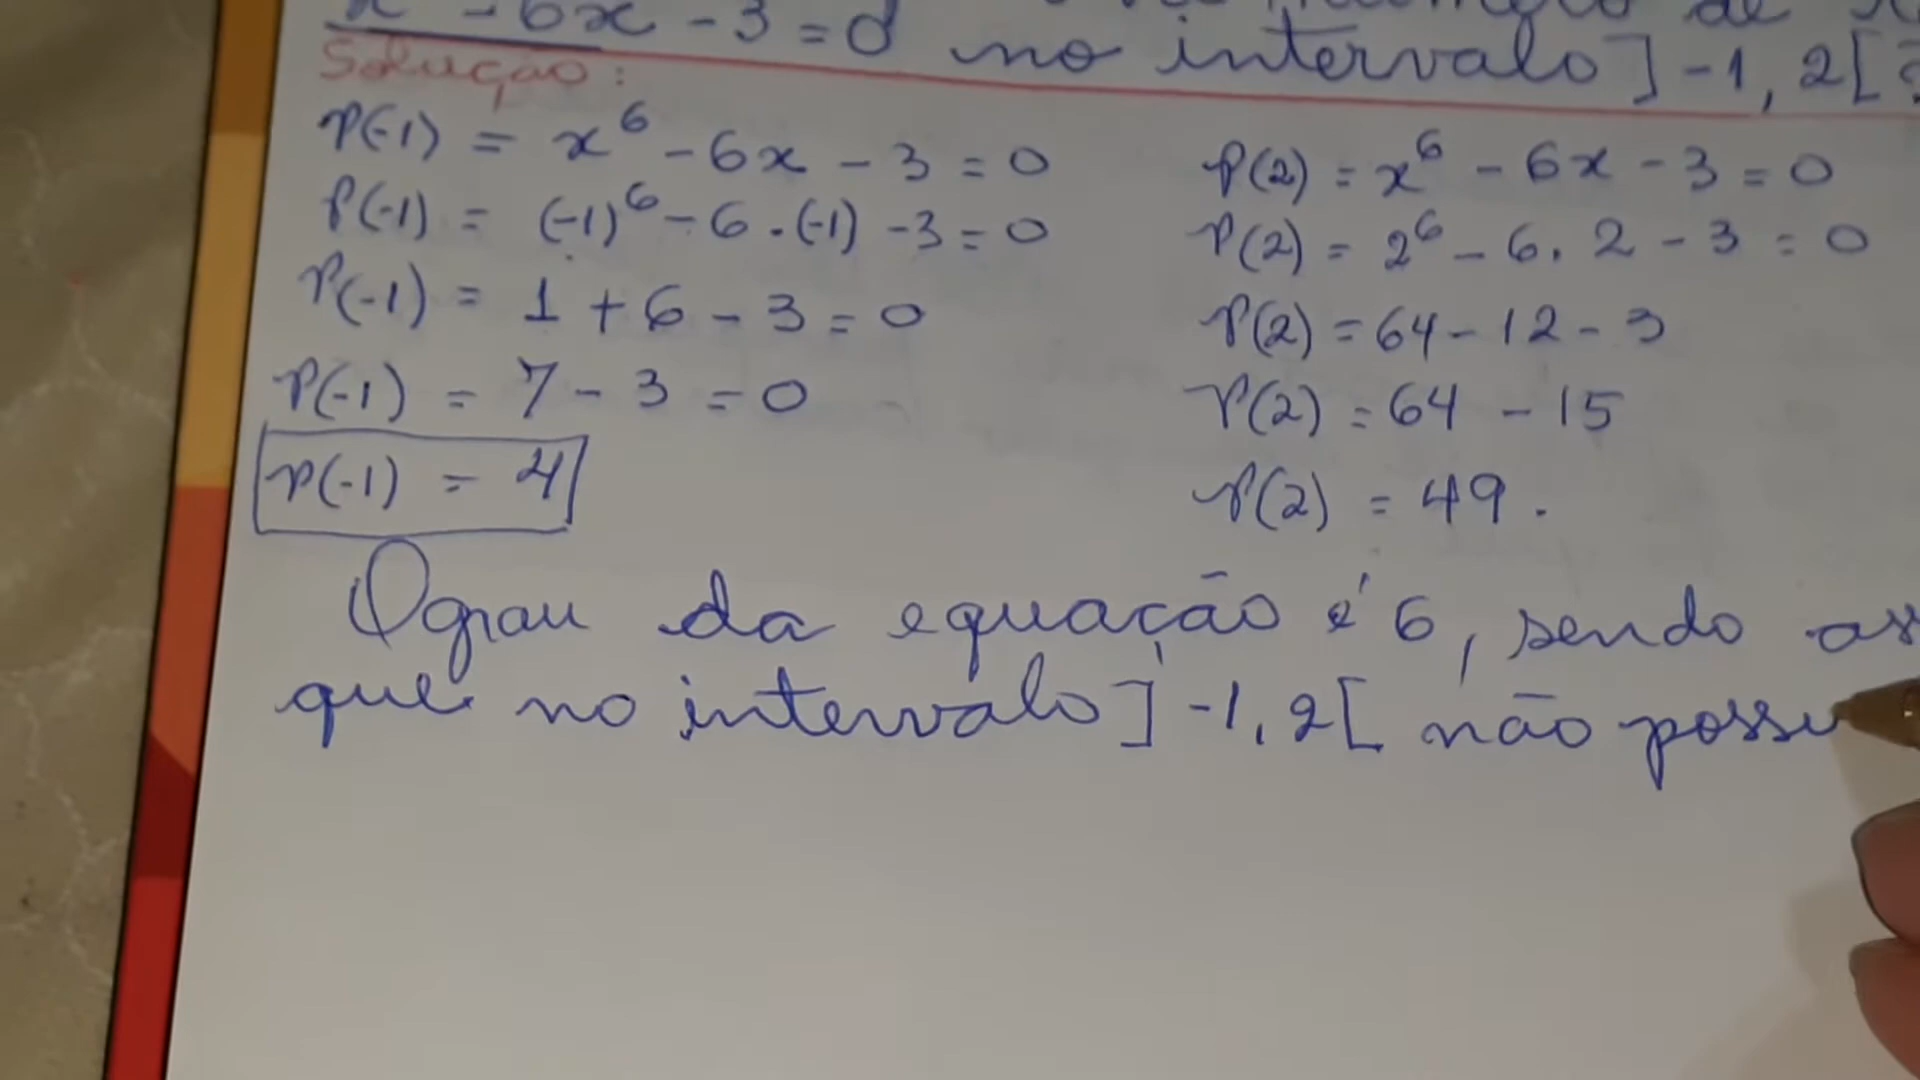 x - 6x - 3 = 0 de
no intervalo ] -1, 2 [ ?
Solução:
P(-1) = x⁶ - 6x - 3 = 0
P(-1) = (-1)⁶ - 6 . (-1) - 3 = 0
P(-1) = 1 + 6 - 3 = 0
P(-1) = 7 - 3 = 0
P(-1) = 4
P(2) = x⁶ - 6x - 3 = 0
P(2) = 2⁶ - 6 . 2 - 3 = 0
P(2) = 64 - 12 - 3
P(2) = 64 - 15
P(2) = 49 .
O grau da equação é 6, sendo as
que no intervalo ] -1, 2 [ não possu